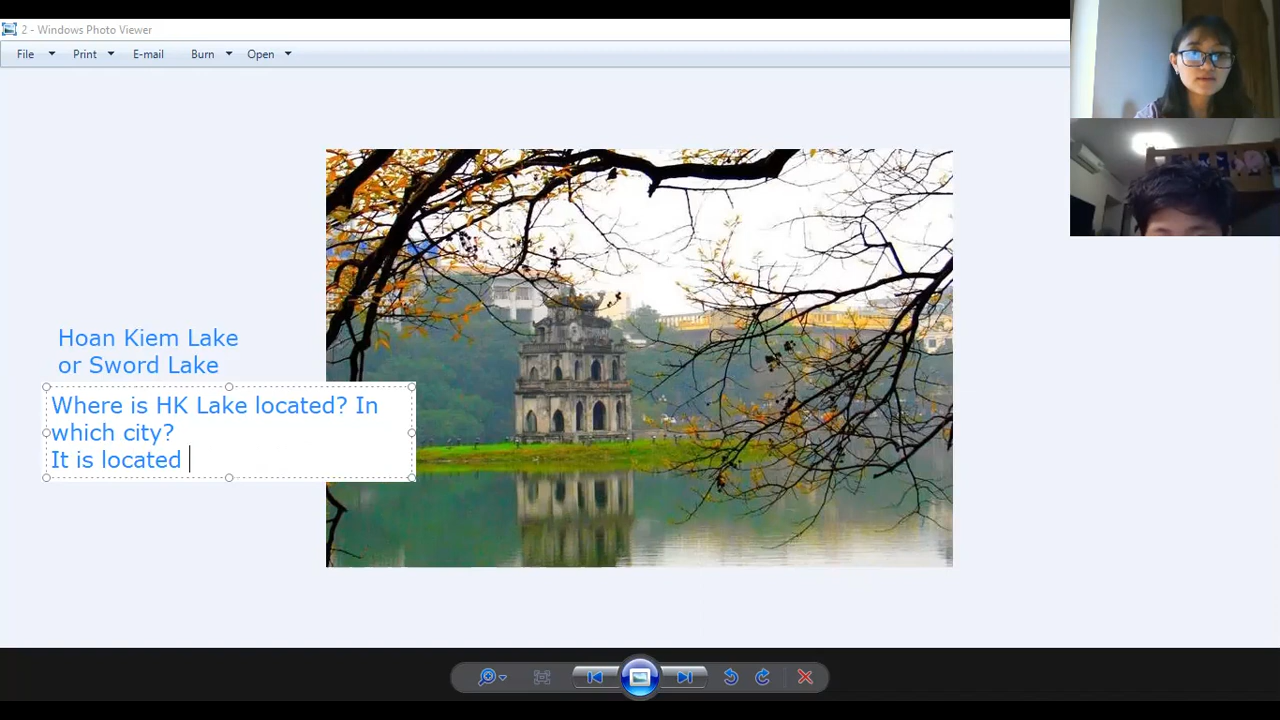 2 - Windows Photo Viewer
File Print E-mail Burn Open
Hoan Kiem Lake
or Sword Lake
Where is HK Lake located? In
which city?
It is located